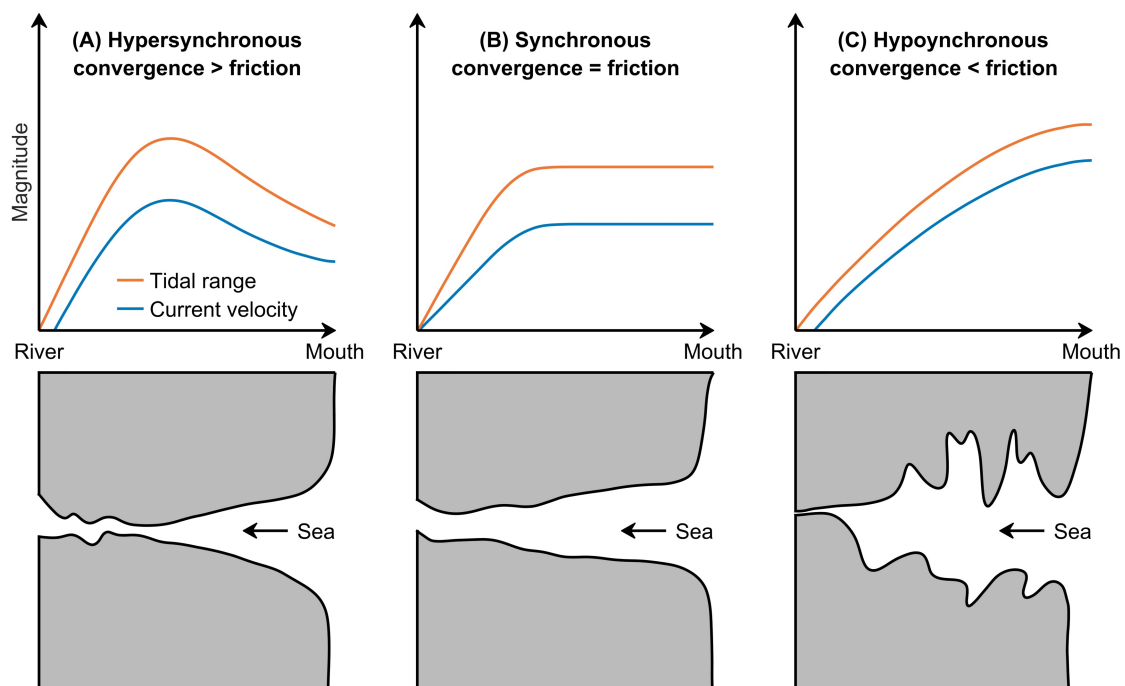 (A) Hypersynchronous
convergence > friction
(B) Synchronous
convergence = friction
(C) Hypoynchronous
convergence < friction
Magnitude
Tidal range
Current velocity
River
Mouth
River
Mouth
River
Mouth
Sea
Sea
Sea